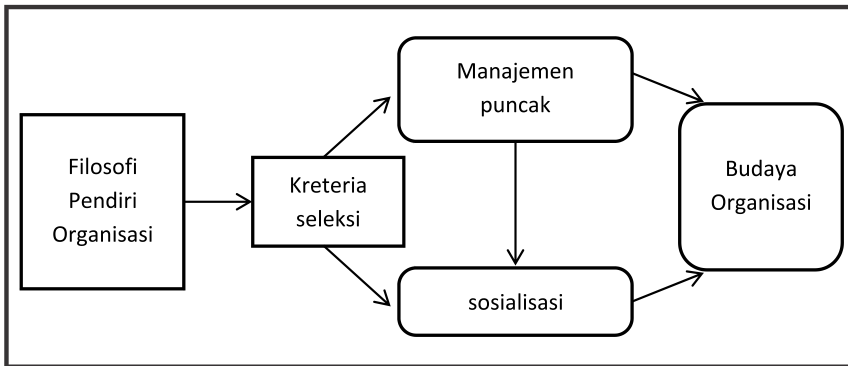 Filosofi
Pendiri
Organisasi
Kreteria
seleksi
Manajemen
puncak
sosialisasi
Budaya
Organisasi